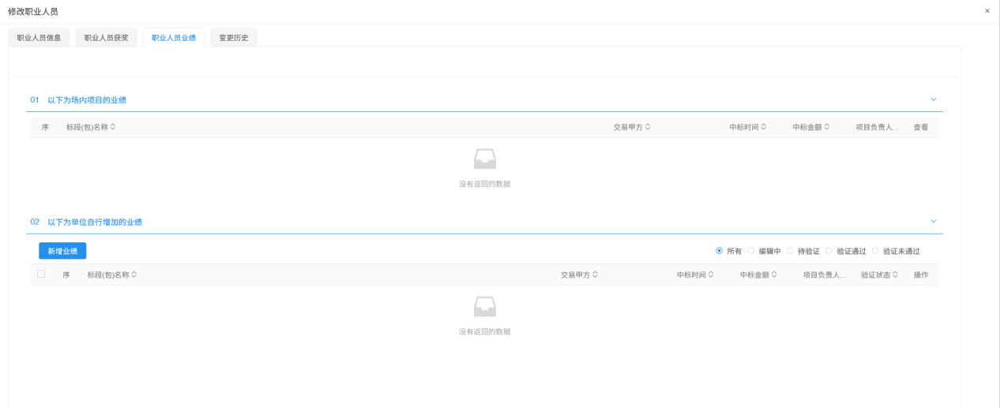 修改职业人员 ×
职业人员信息 职业人员获奖 职业人员业绩 变更历史
01 以下为场内项目的业绩
序 标段(包)名称 交易甲方 中标时间 中标金额 项目负责人... 查看
没有返回的数据
02 以下为单位自行增加的业绩
新增业绩 所有 编辑中 待验证 验证通过 验证未通过
序 标段(包)名称 交易甲方 中标时间 中标金额 项目负责人... 验证状态 操作
没有返回的数据